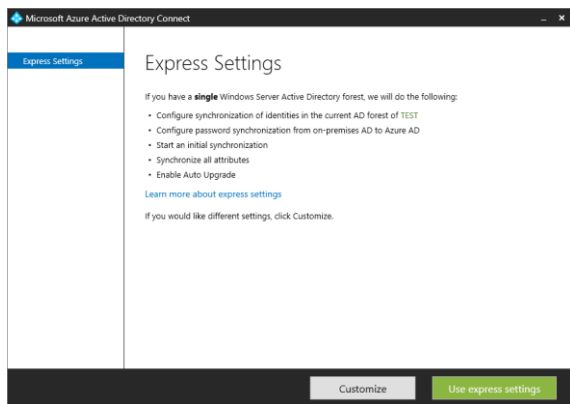 Microsoft Azure Active Directory Connect
Express Settings
Express Settings
If you have a single Windows Server Active Directory forest, we will do the following:
• Configure synchronization of identities in the current AD forest of TEST
• Configure password synchronization from on-premises AD to Azure AD
• Start an initial synchronization
• Synchronize all attributes
• Enable Auto Upgrade
Learn more about express settings
If you would like different settings, click Customize.
Customize
Use express settings